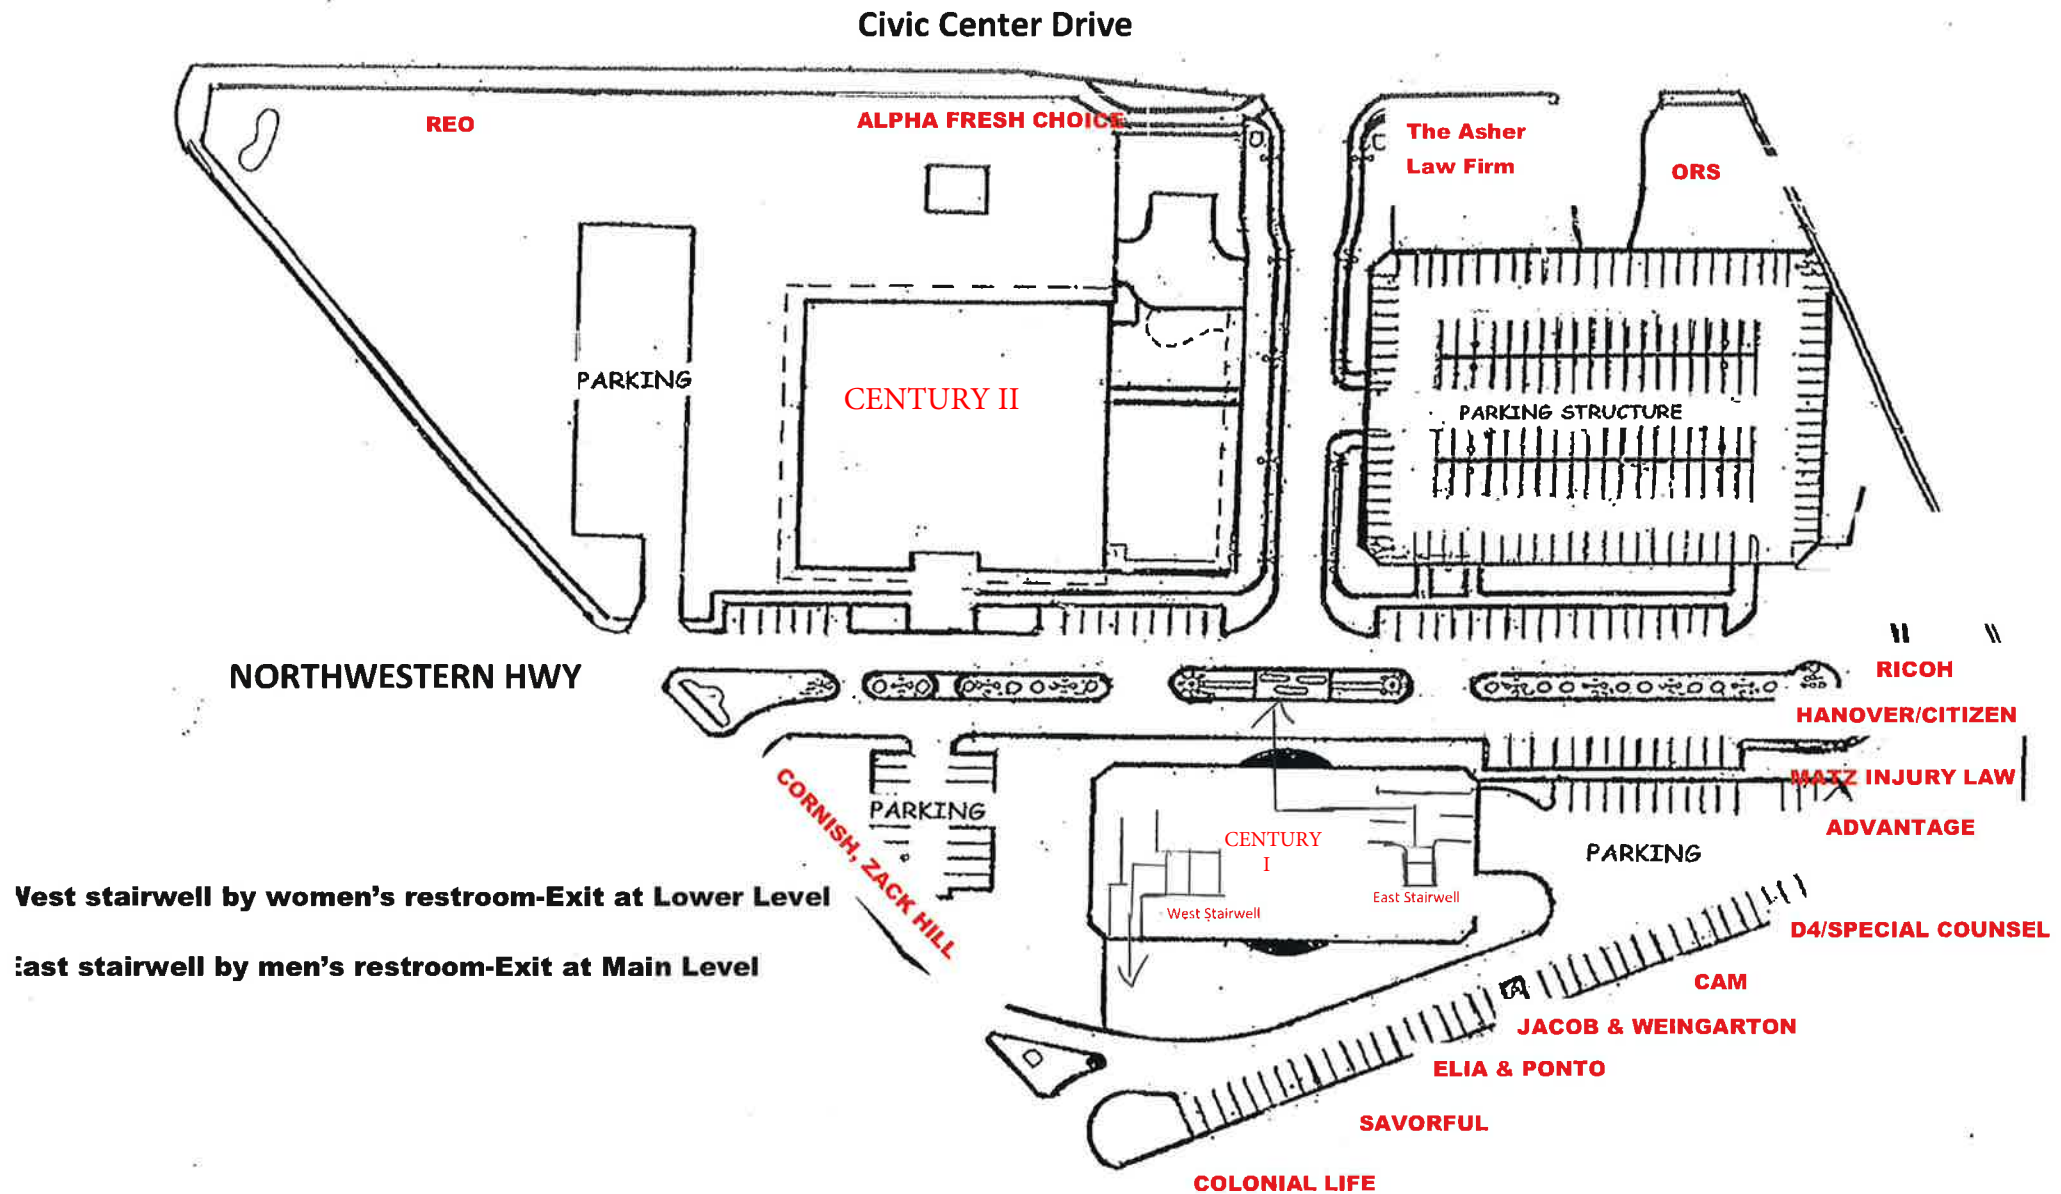 Civic Center Drive
REO
ALPHA FRESH CHOICE
The Asher
Law Firm
ORS
PARKING
CENTURY II
PARKING STRUCTURE
NORTHWESTERN HWY
RICOH
HANOVER/CITIZEN
MATZ INJURY LAW
ADVANTAGE
CORNISH, ZACK HILL
PARKING
CENTURY
I
PARKING
West stairwell by women's restroom-Exit at Lower Level
West Stairwell
East Stairwell
D4/SPECIAL COUNSEL
East stairwell by men's restroom-Exit at Main Level
CAM
JACOB & WEINGARTON
ELIA & PONTO
SAVORFUL
COLONIAL LIFE